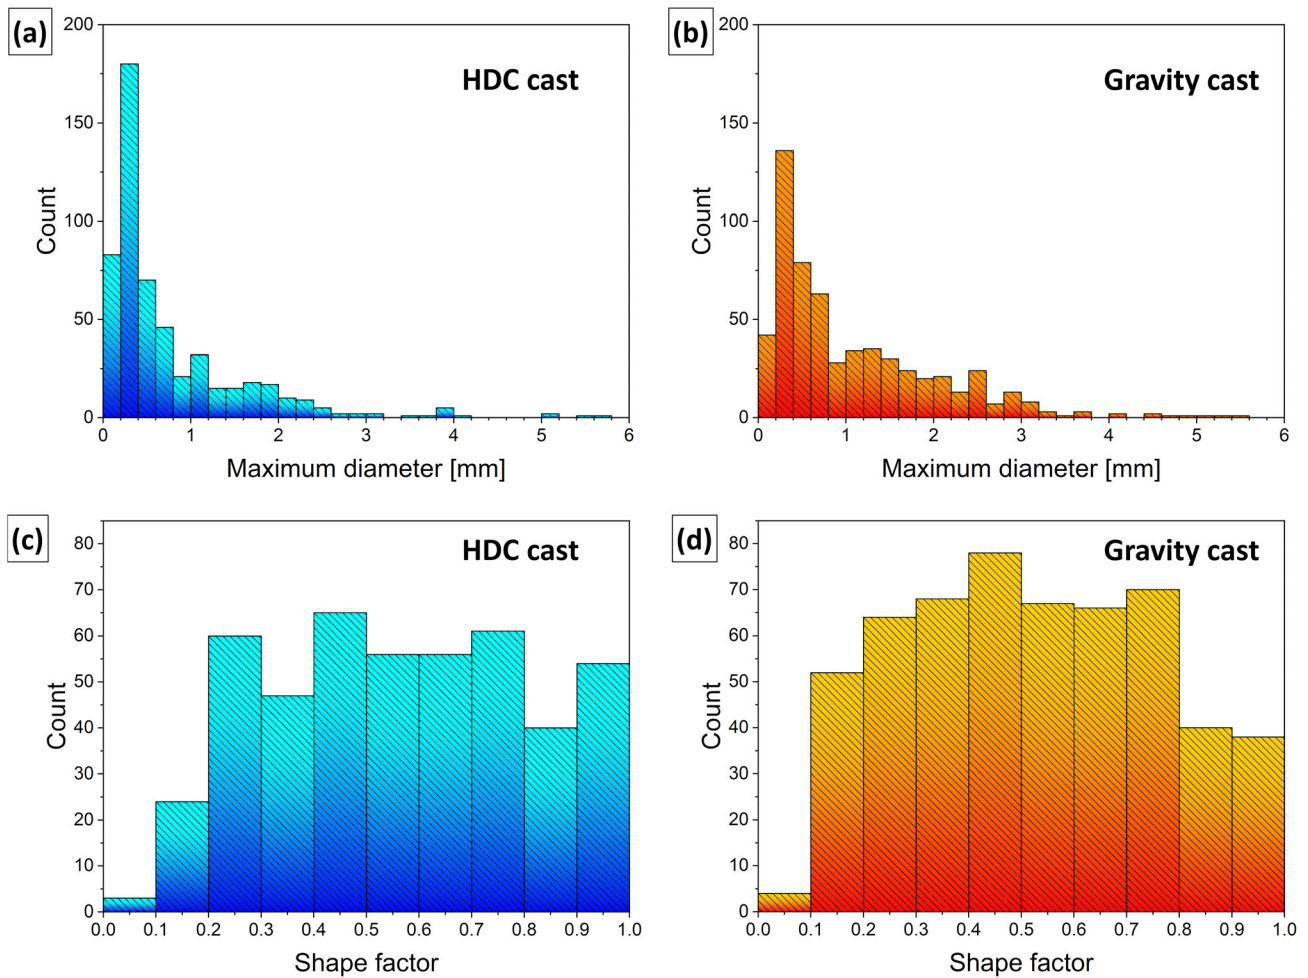 (a)
HDC cast
200
150
100
50
0
Count
0 1 2 3 4 5 6
Maximum diameter [mm]
(b)
Gravity cast
200
150
100
50
0
Count
0 1 2 3 4 5 6
Maximum diameter [mm]
(c)
HDC cast
80
70
60
50
40
30
20
10
0
Count
0.0 0.1 0.2 0.3 0.4 0.5 0.6 0.7 0.8 0.9 1.0
Shape factor
(d)
Gravity cast
80
70
60
50
40
30
20
10
0
Count
0.0 0.1 0.2 0.3 0.4 0.5 0.6 0.7 0.8 0.9 1.0
Shape factor